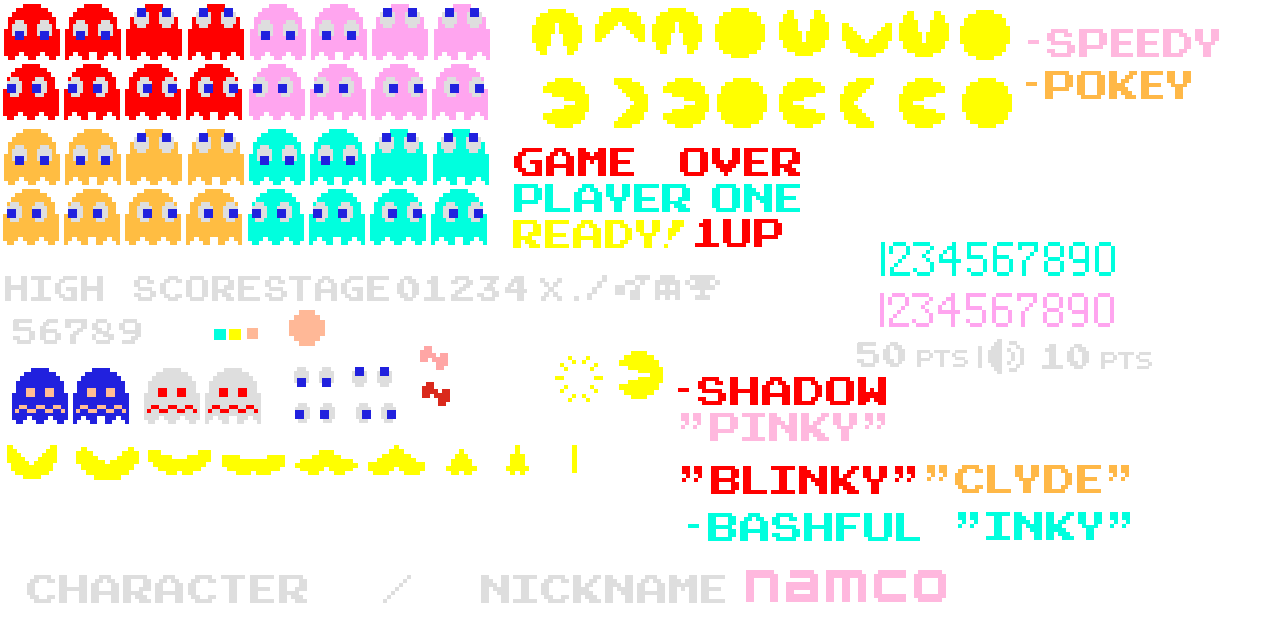 -SPEEDY
-POKEY
GAME OVER
PLAYER ONE
READY! 1UP
1234567890
HIGH SCORESTAGE01234 X./
1234567890
56789
50 PTS 10 PTS
-SHADOW
"PINKY"
"BLINKY" "CLYDE"
-BASHFUL "INKY"
CHARACTER / NICKNAME namco